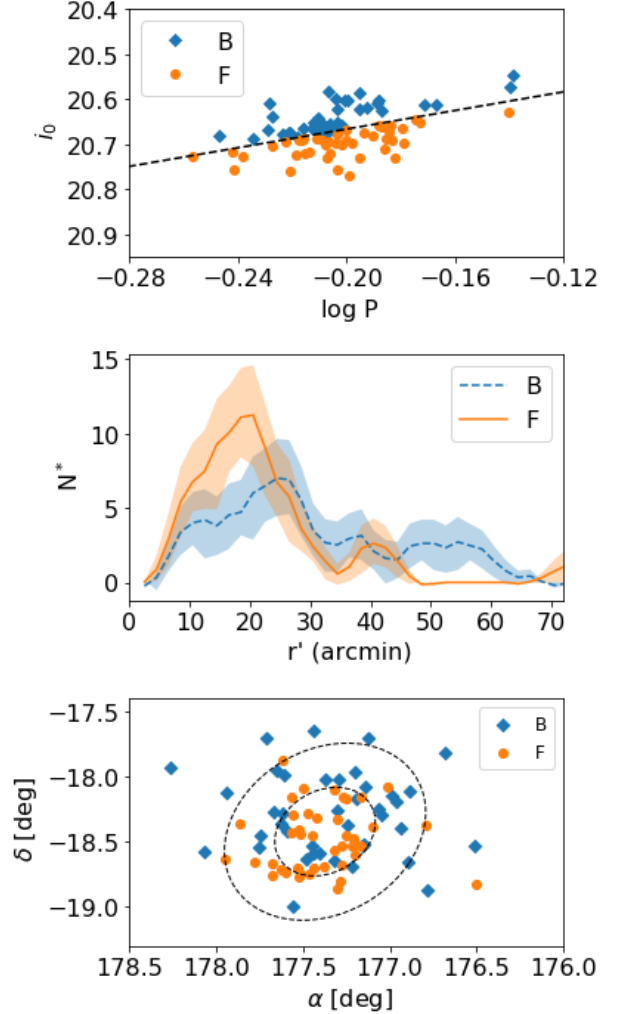 20.4
20.5
20.6
20.7
20.8
20.9
i₀
B
F
−0.28 −0.24 −0.20 −0.16 −0.12
log P
15
10
5
0
N*
B
F
0 10 20 30 40 50 60 70
r' (arcmin)
−17.5
−18.0
−18.5
−19.0
δ [deg]
B
F
178.5 178.0 177.5 177.0 176.5 176.0
α [deg]